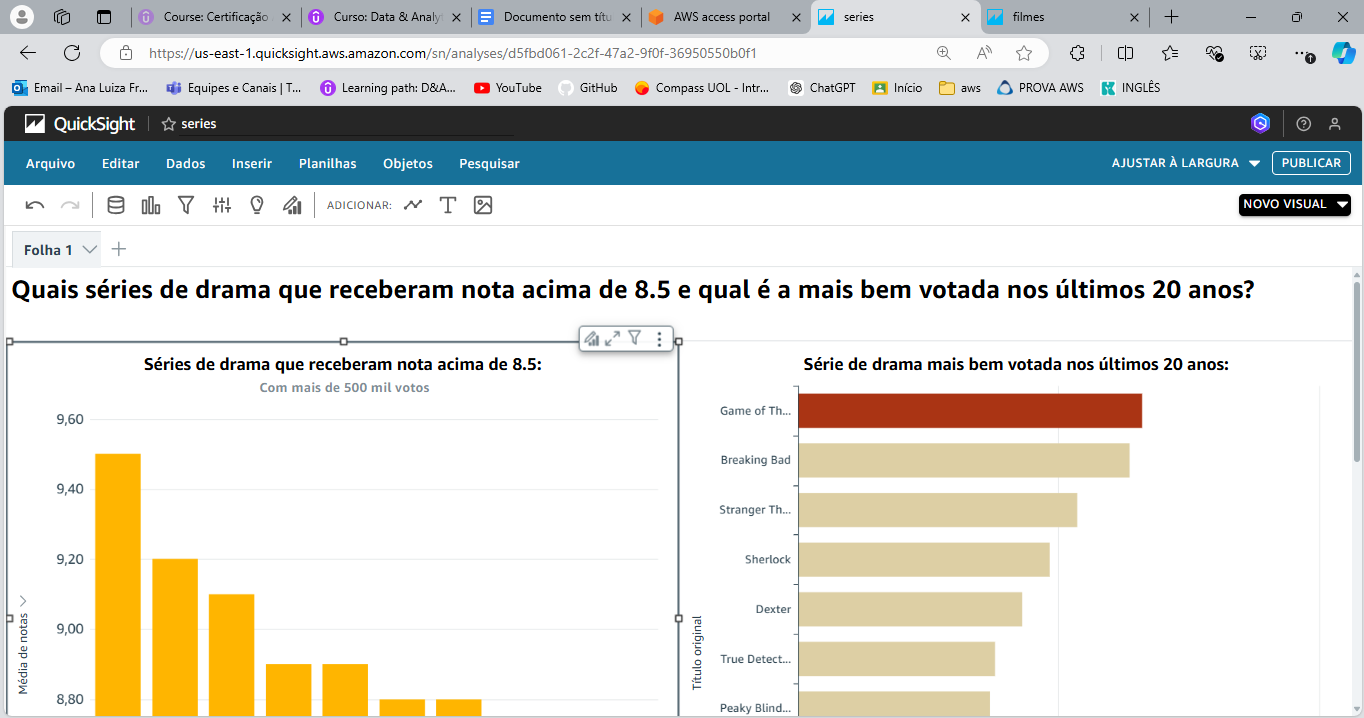 Course: Certificação
Curso: Data & Analyt
Documento sem títu
AWS access portal
series
filmes
https://us-east-1.quicksight.aws.amazon.com/sn/analyses/d5fbd061-2c2f-47a2-9f0f-36950550b0f1
Email – Ana Luiza Fr...
Equipes e Canais | T...
Learning path: D&A...
YouTube
GitHub
Compass UOL - Intr...
ChatGPT
Início
aws
PROVA AWS
INGLÊS
QuickSight
series
Arquivo
Editar
Dados
Inserir
Planilhas
Objetos
Pesquisar
AJUSTAR À LARGURA
PUBLICAR
ADICIONAR:
NOVO VISUAL
Folha 1
Quais séries de drama que receberam nota acima de 8.5 e qual é a mais bem votada nos últimos 20 anos?
Séries de drama que receberam nota acima de 8.5:
Com mais de 500 mil votos
9,60
9,40
9,20
9,00
8,80
Média de notas
Série de drama mais bem votada nos últimos 20 anos:
Game of Th...
Breaking Bad
Stranger Th...
Sherlock
Dexter
True Detect...
Peaky Blind...
Título original